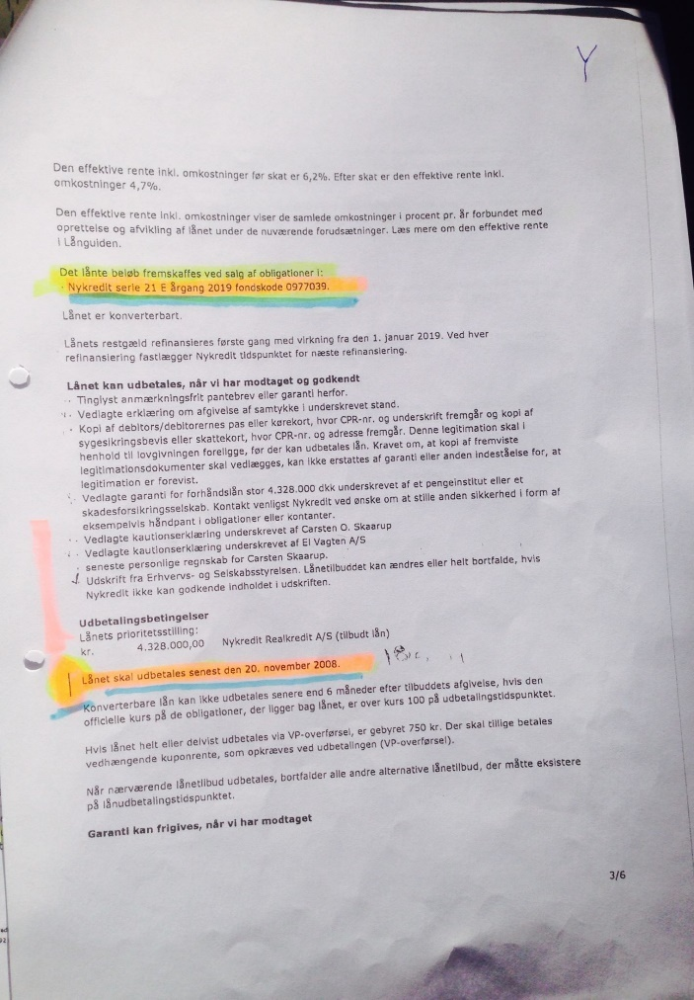 Y
Den effektive rente inkl. omkostninger før skat er 6,2%. Efter skat er den effektive rente inkl.
omkostninger 4,7%.
Den effektive rente inkl. omkostninger viser de samlede omkostninger i procent pr. år forbundet med
oprettelse og afvikling af lånet under de nuværende forudsætninger. Læs mere om den effektive rente
i Långuiden.
Det lånte beløb fremskaffes ved salg af obligationer i:
· Nykredit serie 21 E årgang 2019 fondskode 0977039.
Lånet er konverterbart.
Lånets restgæld refinansieres første gang med virkning fra den 1. januar 2019. Ved hver
refinansiering fastlægger Nykredit tidspunktet for næste refinansiering.
Lånet kan udbetales, når vi har modtaget og godkendt
· Tinglyst anmærkningsfrit pantebrev eller garanti herfor.
· Vedlagte erklæring om afgivelse af samtykke i underskrevet stand.
· Kopi af debitors/debitorernes pas eller kørekort, hvor CPR-nr. og underskrift fremgår og kopi af
sygesikringsbevis eller skattekort, hvor CPR-nr. og adresse fremgår. Denne legitimation skal i
henhold til lovgivningen foreligge, før der kan udbetales lån. Kravet om, at kopi af fremviste
legitimationsdokumenter skal vedlægges, kan ikke erstattes af garanti eller anden indeståelse for, at
legitimation er forevist.
· Vedlagte garanti for forhåndslån stor 4.328.000 dkk underskrevet af et pengeinstitut eller et
skadesforsikringsselskab. Kontakt venligst Nykredit ved ønske om at stille anden sikkerhed i form af
eksempelvis håndpant i obligationer eller kontanter.
· Vedlagte kautionserklæring underskrevet af Carsten O. Skaarup
· Vedlagte kautionserklæring underskrevet af El Vagten A/S
· seneste personlige regnskab for Carsten Skaarup.
Udskrift fra Erhvervs- og Selskabsstyrelsen. Lånetilbuddet kan ændres eller helt bortfalde, hvis
Nykredit ikke kan godkende indholdet i udskriften.
Udbetalingsbetingelser
Lånets prioritetsstilling:
kr. 4.328.000,00 Nykredit Realkredit A/S (tilbudt lån)
Lånet skal udbetales senest den 20. november 2008.
Konverterbare lån kan ikke udbetales senere end 6 måneder efter tilbuddets afgivelse, hvis den
officielle kurs på de obligationer, der ligger bag lånet, er over kurs 100 på udbetalingstidspunktet.
Hvis lånet helt eller delvist udbetales via VP-overførsel, er gebyret 750 kr. Der skal tillige betales
vedhængende kuponrente, som opkræves ved udbetalingen (VP-overførsel).
Når nærværende lånetilbud udbetales, bortfalder alle andre alternative lånetilbud, der måtte eksistere
på lånudbetalingstidspunktet.
Garanti kan frigives, når vi har modtaget
3/6